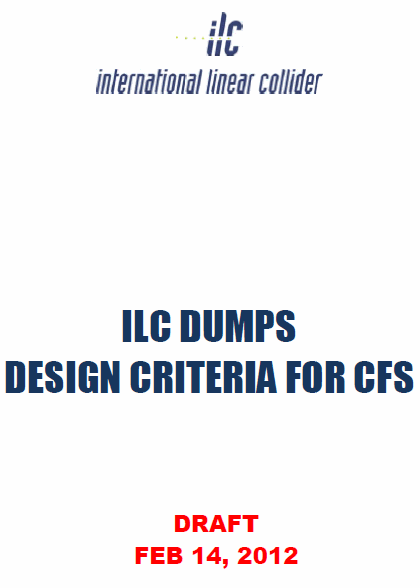 ilc
international linear collider
ILC DUMPS
DESIGN CRITERIA FOR CFS
DRAFT
FEB 14, 2012